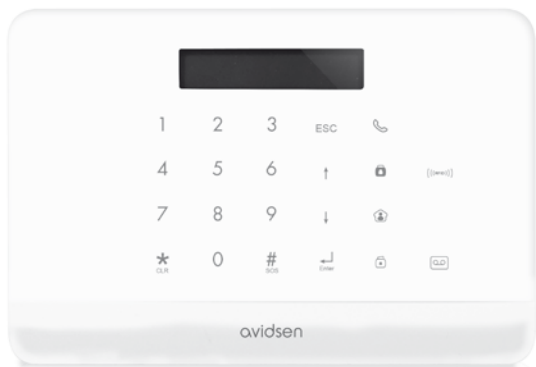 1 2 3 ESC
4 5 6 ↑
7 8 9 ↓
* 0 # Enter
CLR SOS
avidsen